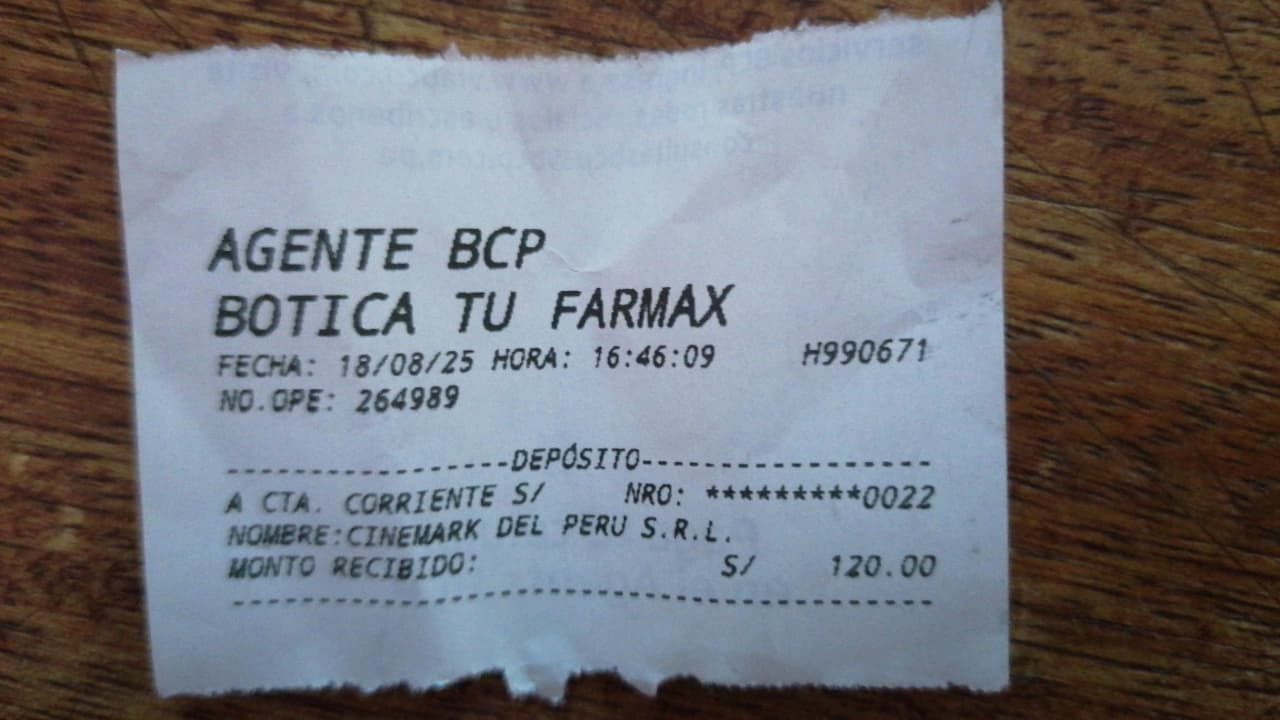 AGENTE BCP
BOTICA TU FARMAX
FECHA: 18/08/25 HORA: 16:46:09 H990671
NO.OPE: 264989
-----------------DEPÓSITO-----------------
A CTA. CORRIENTE S/ NRO: *********0022
NOMBRE:CINEMARK DEL PERU S.R.L.
MONTO RECIBIDO: S/ 120.00